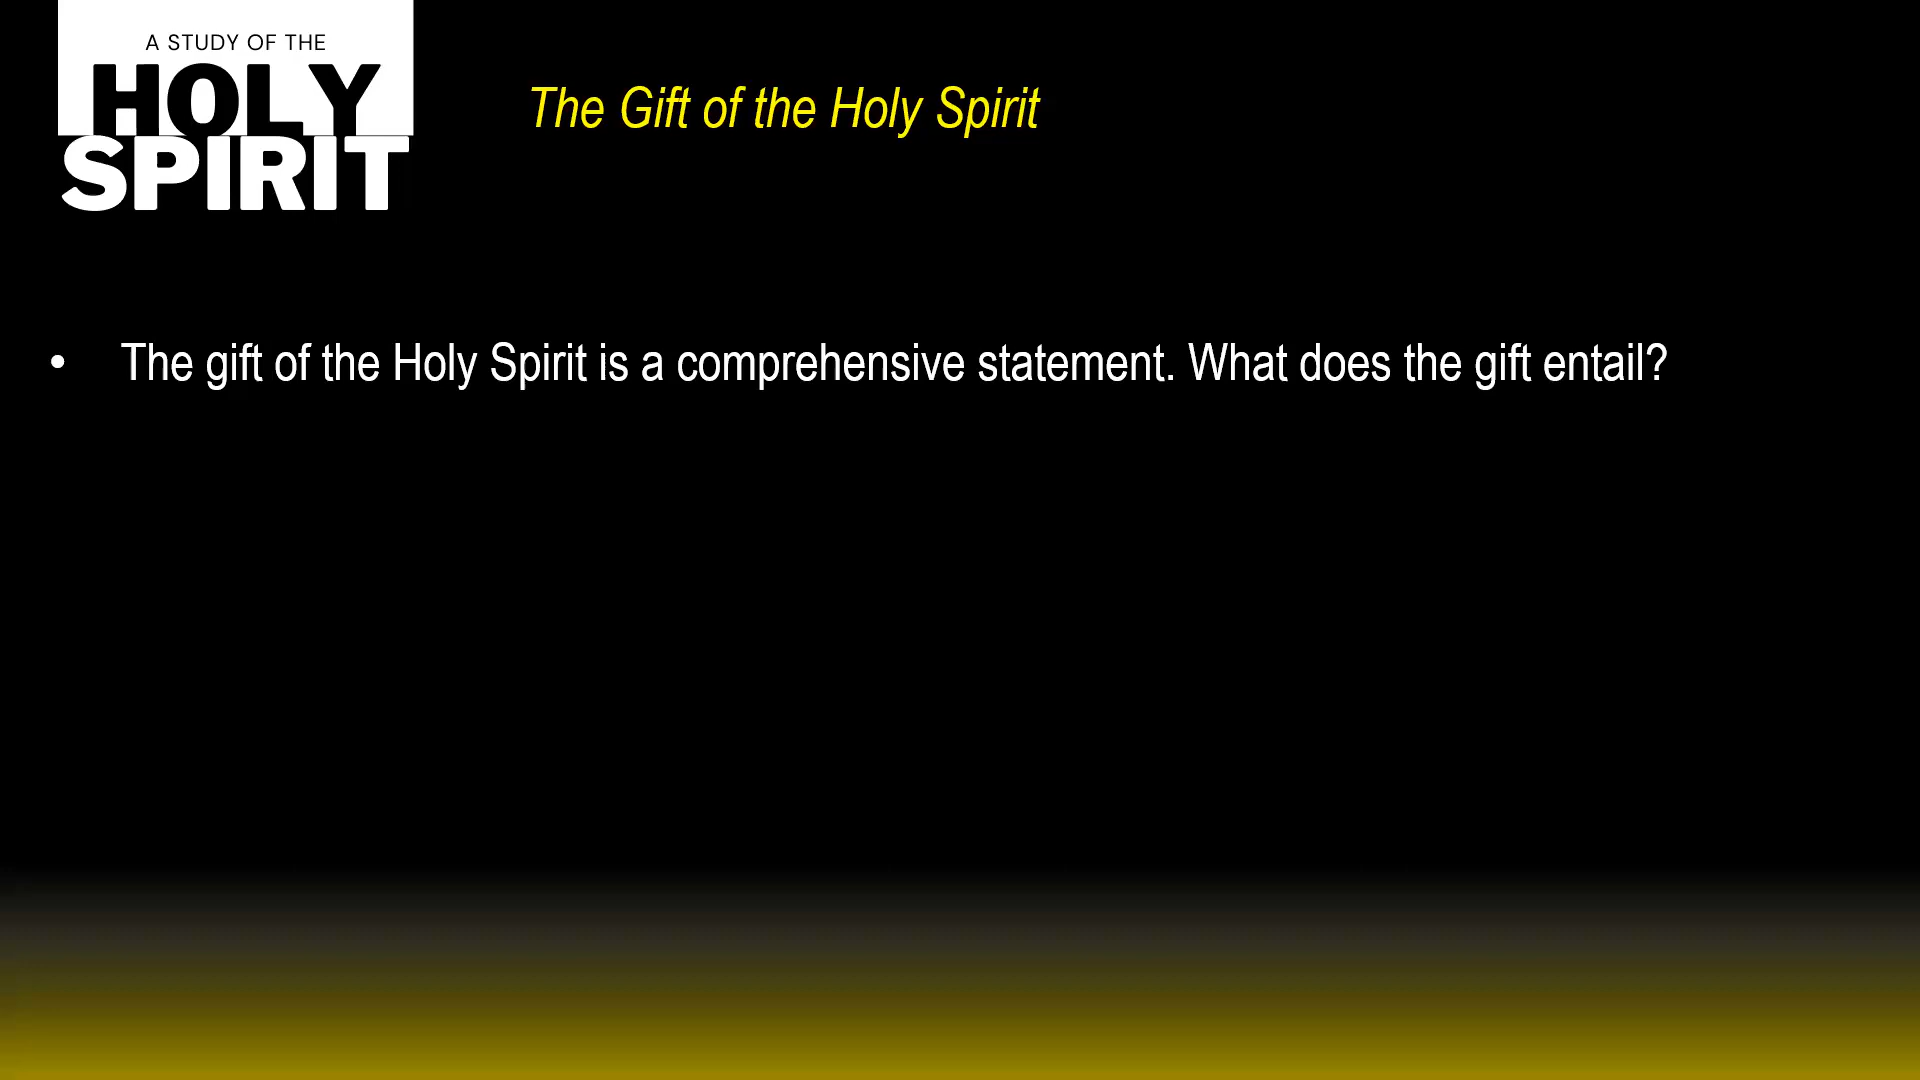 A STUDY OF THE
HOLY
SPIRIT
The Gift of the Holy Spirit
• The gift of the Holy Spirit is a comprehensive statement. What does the gift entail?